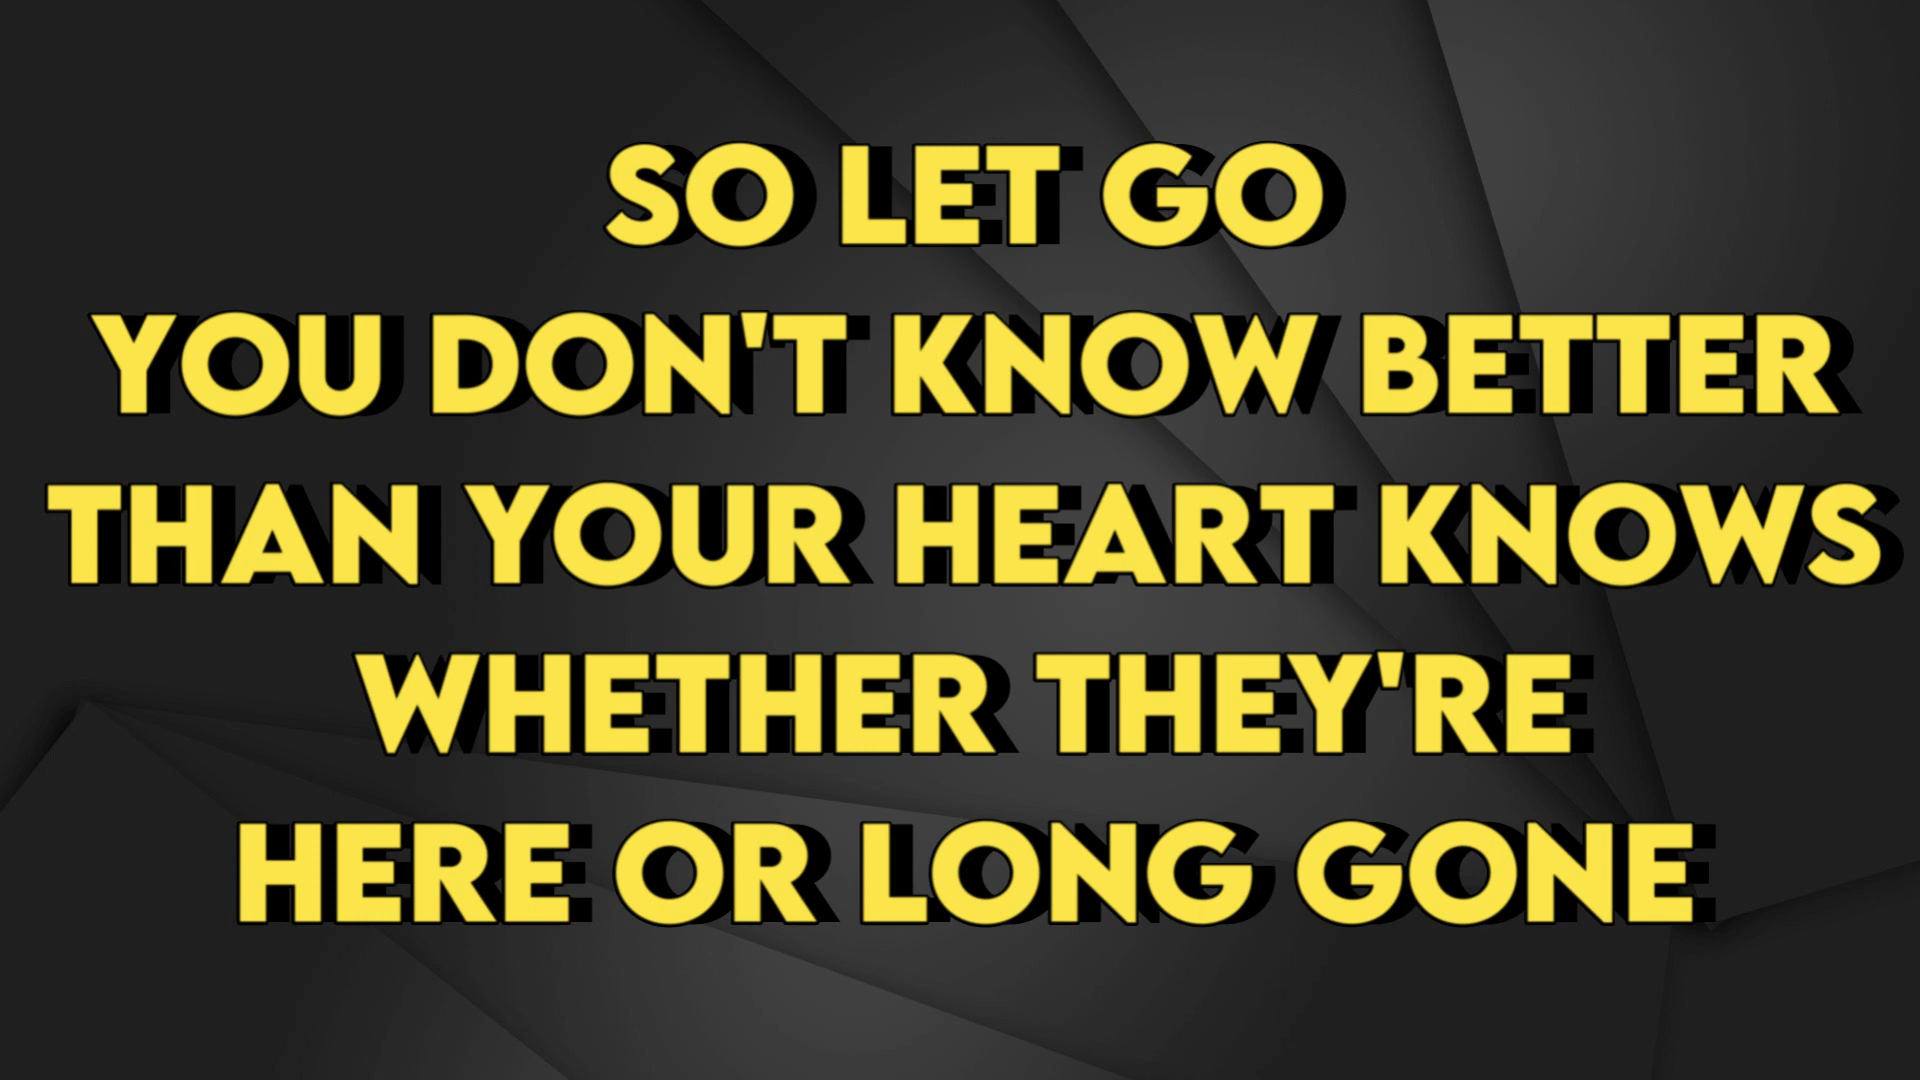 SO LET GO
YOU DON'T KNOW BETTER
THAN YOUR HEART KNOWS
WHETHER THEY'RE
HERE OR LONG GONE